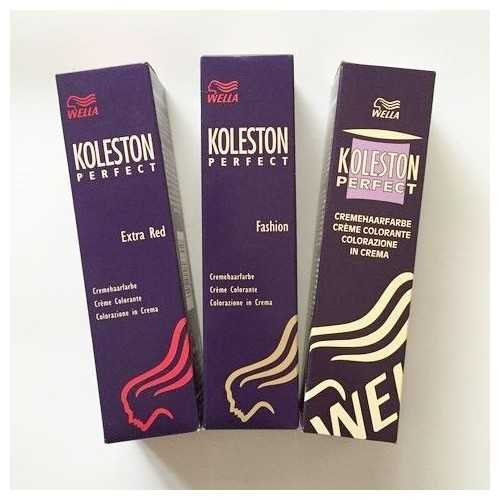 WELLA
KOLESTON
PERFECT
Extra Red
Cremehaarfarbe
Crème Colorante
Colorazione in Crema
WELLA
KOLESTON
PERFECT
Fashion
Cremehaarfarbe
Crème Colorante
Colorazione in Crema
WELLA
KOLESTON
PERFECT
CREMEHAARFARBE
CRÈME COLORANTE
COLORAZIONE
IN CREMA
WEL